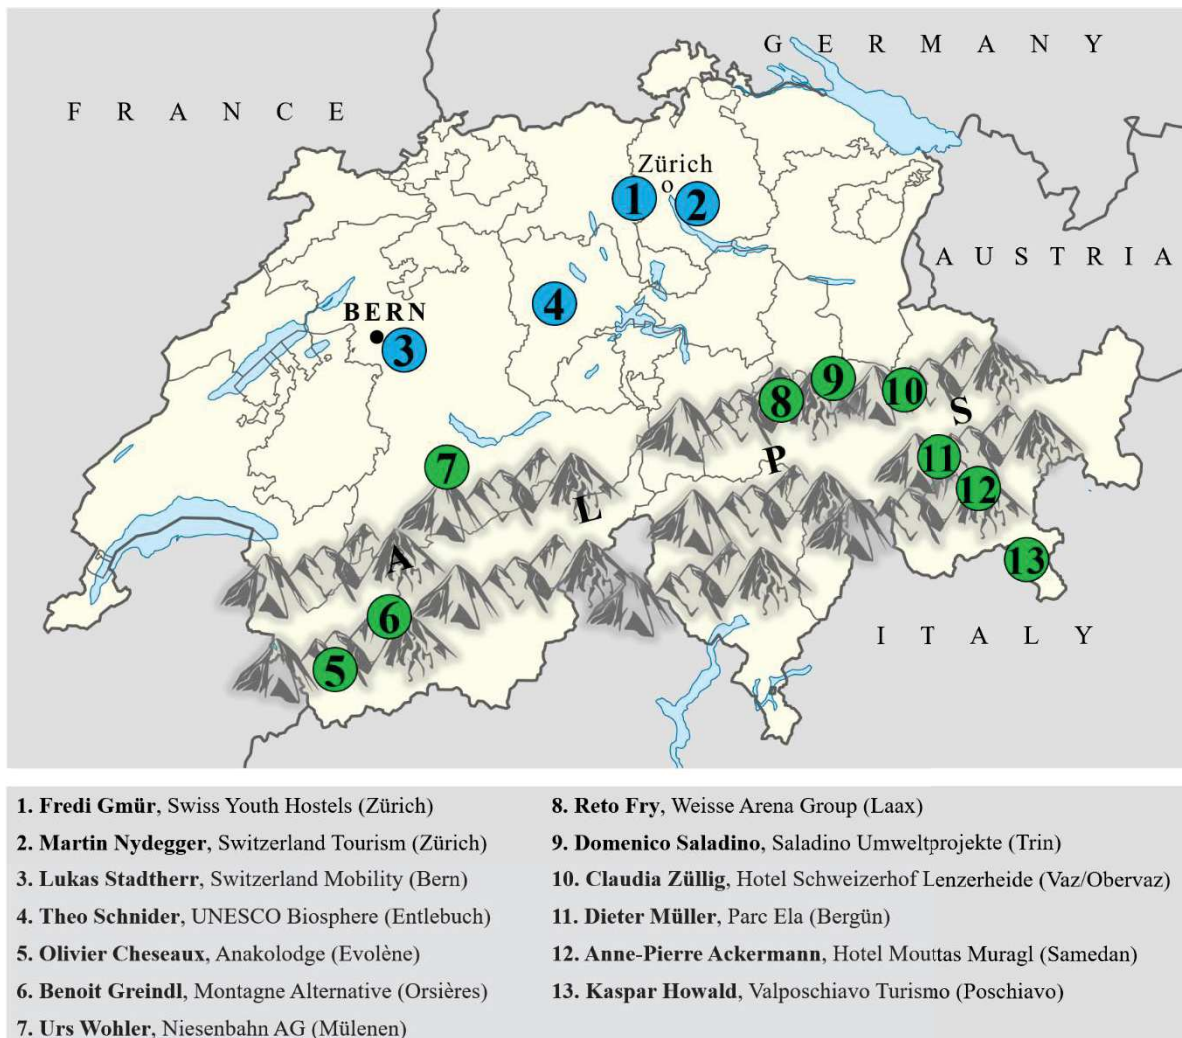 G E R M A N Y
F R A N C E
Zürich
1
2
A U S T R I A
4
BERN
3
9
8
10
S
7
P
11
12
L
A
13
6
I T A L Y
5
1. Fredi Gmür, Swiss Youth Hostels (Zürich)
2. Martin Nydegger, Switzerland Tourism (Zürich)
3. Lukas Stadtherr, Switzerland Mobility (Bern)
4. Theo Schnider, UNESCO Biosphere (Entlebuch)
5. Olivier Cheseaux, Anakolodge (Evolène)
6. Benoit Greindl, Montagne Alternative (Orsières)
7. Urs Wohler, Niesenbahn AG (Mülenen)
8. Reto Fry, Weisse Arena Group (Laax)
9. Domenico Saladino, Saladino Umweltprojekte (Trin)
10. Claudia Züllig, Hotel Schweizerhof Lenzerheide (Vaz/Obervaz)
11. Dieter Müller, Parc Ela (Bergün)
12. Anne-Pierre Ackermann, Hotel Mouttas Muragl (Samedan)
13. Kaspar Howald, Valposchiavo Turismo (Poschiavo)